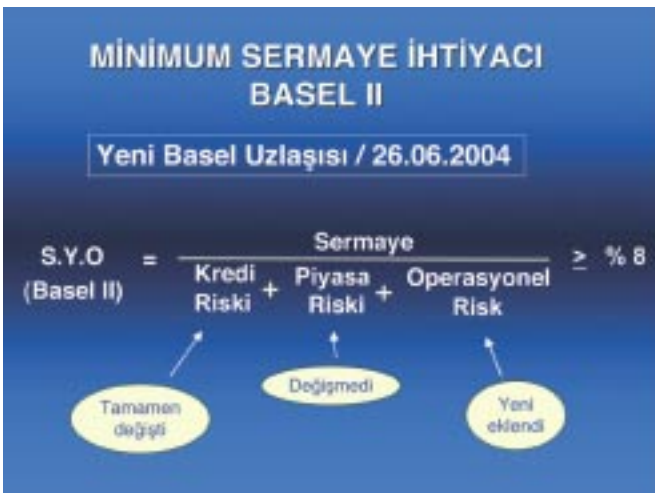 MİNİMUM SERMAYE İHTİYACI
BASEL II
Yeni Basel Uzlaşısı / 26.06.2004
S.Y.O (Basel II) = Sermaye ≥ % 8
Kredi Riski + Piyasa Riski + Operasyonel Risk
Tamamen değişti
Değişmedi
Yeni eklendi